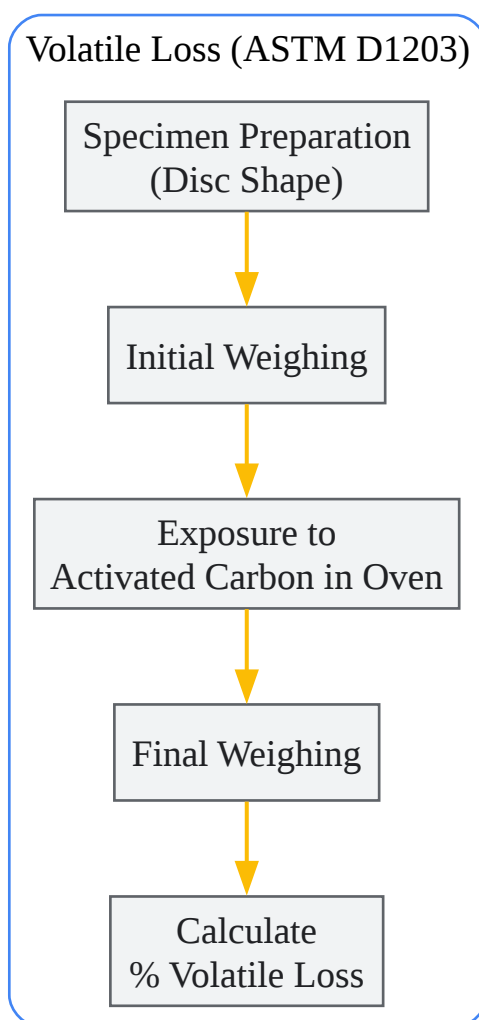 Volatile Loss (ASTM D1203)
Specimen Preparation
(Disc Shape)
Initial Weighing
Exposure to
Activated Carbon in Oven
Final Weighing
Calculate
% Volatile Loss